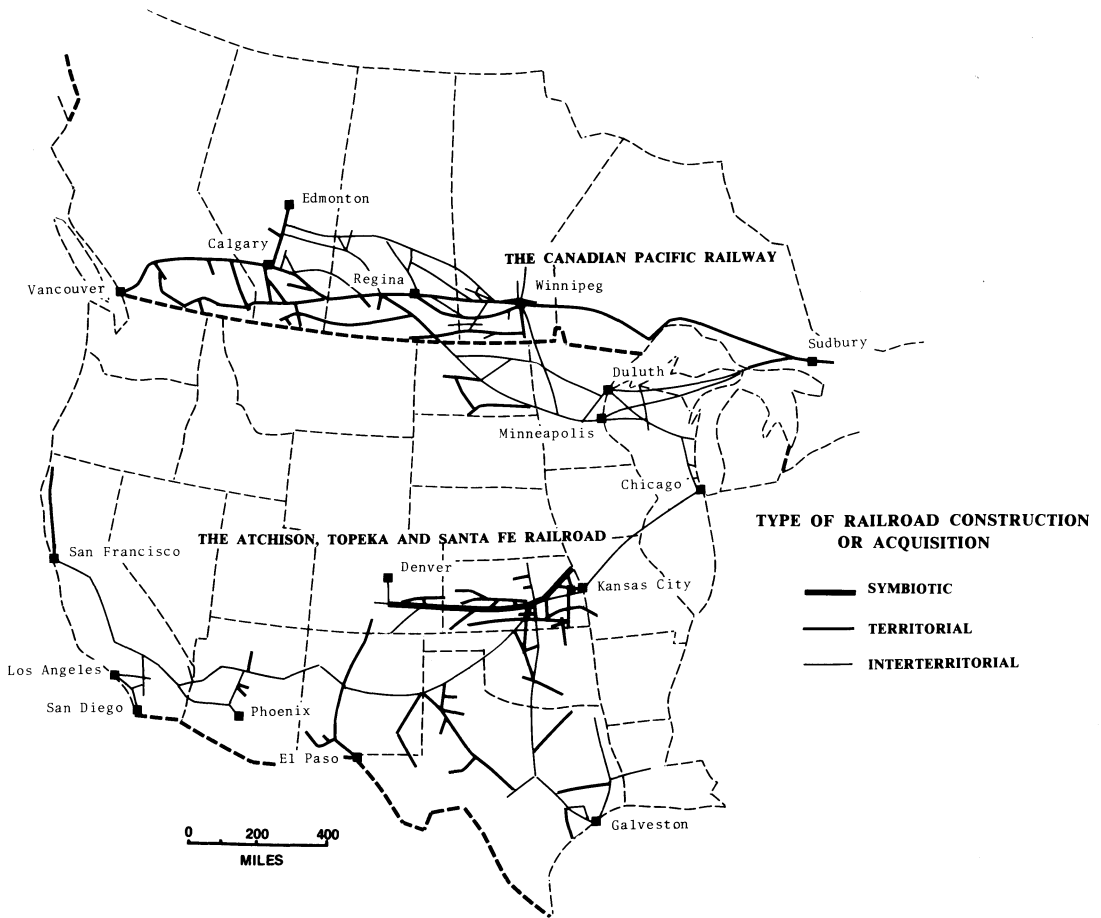 Edmonton
Calgary
THE CANADIAN PACIFIC RAILWAY
Regina
Vancouver
Winnipeg
Sudbury
Duluth
Minneapolis
Chicago
TYPE OF RAILROAD CONSTRUCTION
OR ACQUISITION
THE ATCHISON, TOPEKA AND SANTA FE RAILROAD
San Francisco
Denver
Kansas City
SYMBIOTIC
TERRITORIAL
INTERTERRITORIAL
Los Angeles
San Diego
Phoenix
El Paso
Galveston
0 200 400
MILES